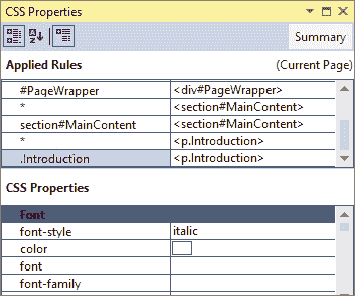 CSS Properties
Summary
Applied Rules (Current Page)
#PageWrapper <div#PageWrapper>
* <section#MainContent>
section#MainContent <section#MainContent>
* <p.Introduction>
.Introduction <p.Introduction>
CSS Properties
font
font-style italic
color
font
font-family